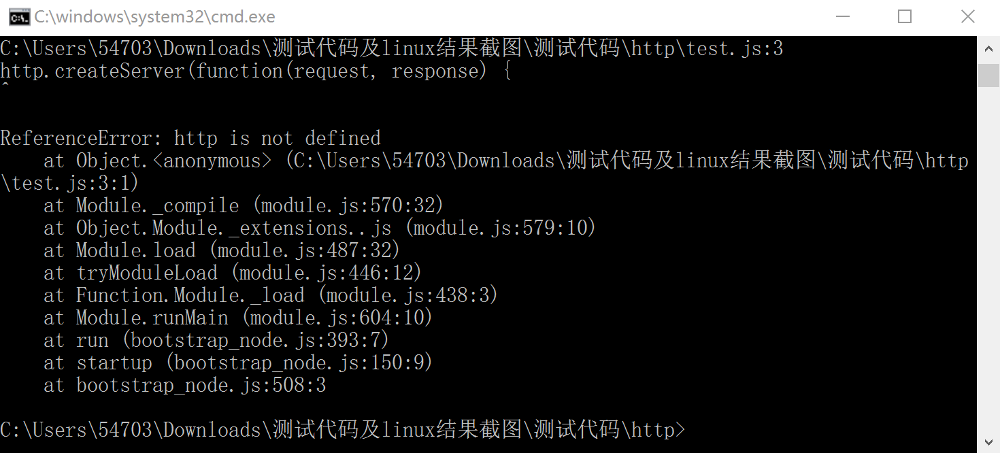 C:\windows\system32\cmd.exe
C:\Users\54703\Downloads\测试代码及linux结果截图\测试代码\http\test.js:3
http.createServer(function(request, response) {
^
ReferenceError: http is not defined
    at Object.<anonymous> (C:\Users\54703\Downloads\测试代码及linux结果截图\测试代码\http
\test.js:3:1)
    at Module._compile (module.js:570:32)
    at Object.Module._extensions..js (module.js:579:10)
    at Module.load (module.js:487:32)
    at tryModuleLoad (module.js:446:12)
    at Function.Module._load (module.js:438:3)
    at Module.runMain (module.js:604:10)
    at run (bootstrap_node.js:393:7)
    at startup (bootstrap_node.js:150:9)
    at bootstrap_node.js:508:3
C:\Users\54703\Downloads\测试代码及linux结果截图\测试代码\http>